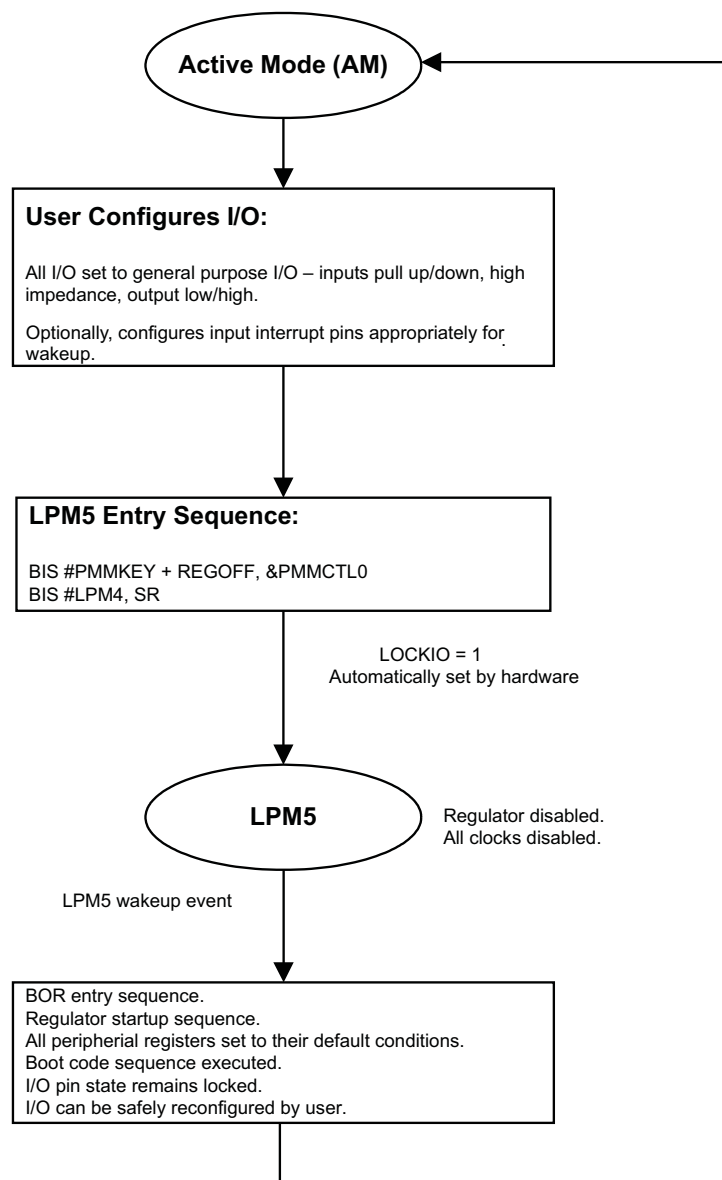 Active Mode (AM)
User Configures I/O:
All I/O set to general purpose I/O – inputs pull up/down, high
impedance, output low/high.
Optionally, configures input interrupt pins appropriately for
wakeup.
LPM5 Entry Sequence:
BIS #PMMKEY + REGOFF, &PMMCTL0
BIS #LPM4, SR
LOCKIO = 1
Automatically set by hardware
LPM5
Regulator disabled.
All clocks disabled.
LPM5 wakeup event
BOR entry sequence.
Regulator startup sequence.
All peripherial registers set to their default conditions.
Boot code sequence executed.
I/O pin state remains locked.
I/O can be safely reconfigured by user.